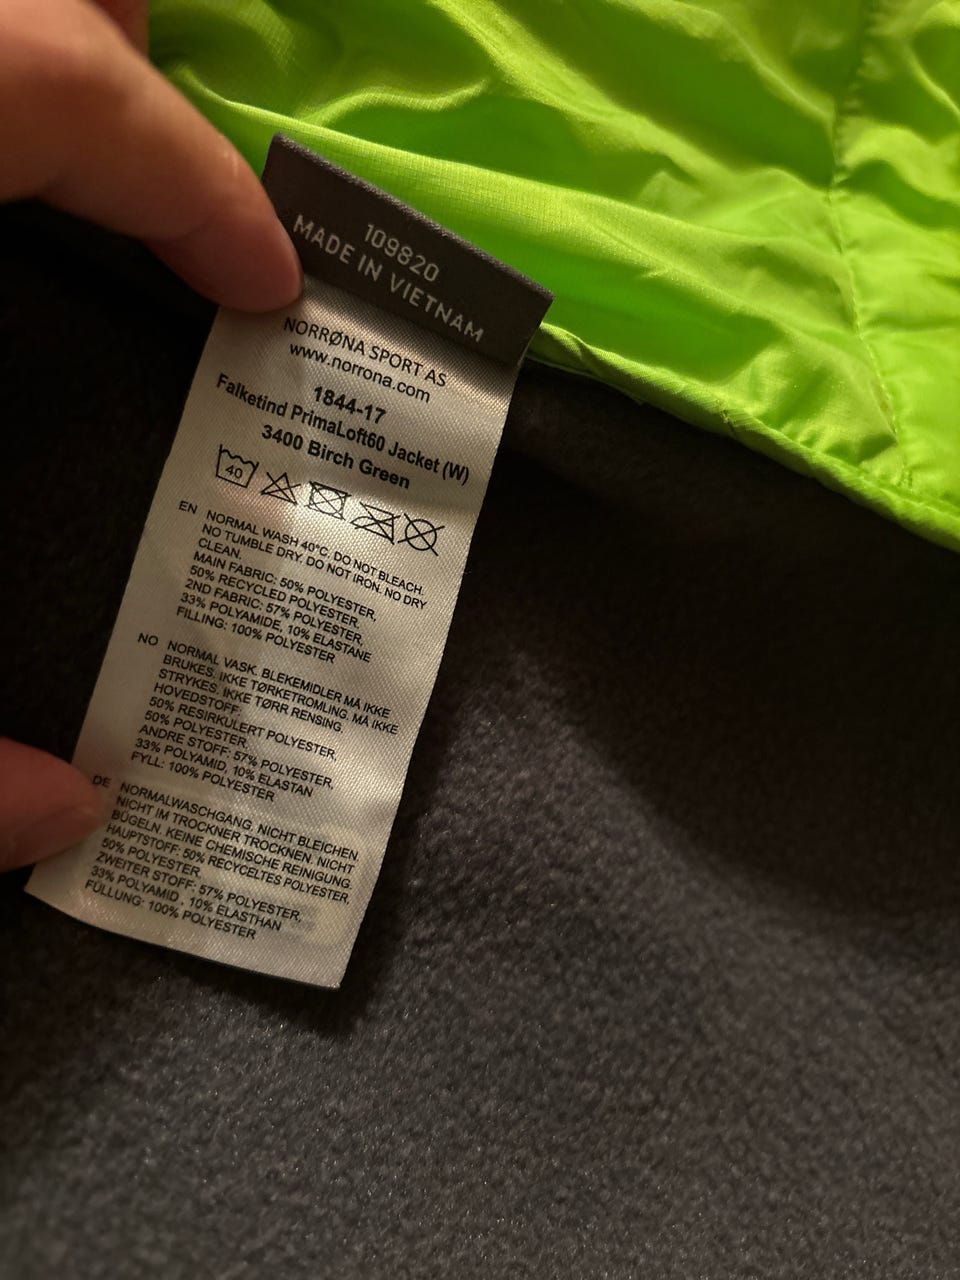 109820
MADE IN VIETNAM
NORRØNA SPORT AS
www.norrona.com
1844-17
Falketind PrimaLoft60 Jacket (W)
3400 Birch Green
40
EN NORMAL WASH 40°C. DO NOT BLEACH.
NO TUMBLE DRY. DO NOT IRON. NO DRY
CLEAN.
MAIN FABRIC: 50% POLYESTER,
50% RECYCLED POLYESTER.
2ND FABRIC: 57% POLYESTER,
33% POLYAMIDE, 10% ELASTANE
FILLING: 100% POLYESTER
NO NORMAL VASK. BLEKEMIDLER MÅ IKKE
BRUKES. IKKE TØRKETROMLING. MÅ IKKE
STRYKES. IKKE TØRR RENSING.
HOVEDSTOFF:
50% RESIRKULERT POLYESTER,
50% POLYESTER.
ANDRE STOFF: 57% POLYESTER,
33% POLYAMID, 10% ELASTAN
FYLL: 100% POLYESTER
DE NORMALWASCHGANG. NICHT BLEICHEN.
NICHT IM TROCKNER TROCKNEN. NICHT
BÜGELN. KEINE CHEMISCHE REINIGUNG.
HAUPTSTOFF: 50% RECYCELTES POLYESTER,
50% POLYESTER.
ZWEITER STOFF: 57% POLYESTER,
33% POLYAMID , 10% ELASTHAN
FÜLLUNG: 100% POLYESTER